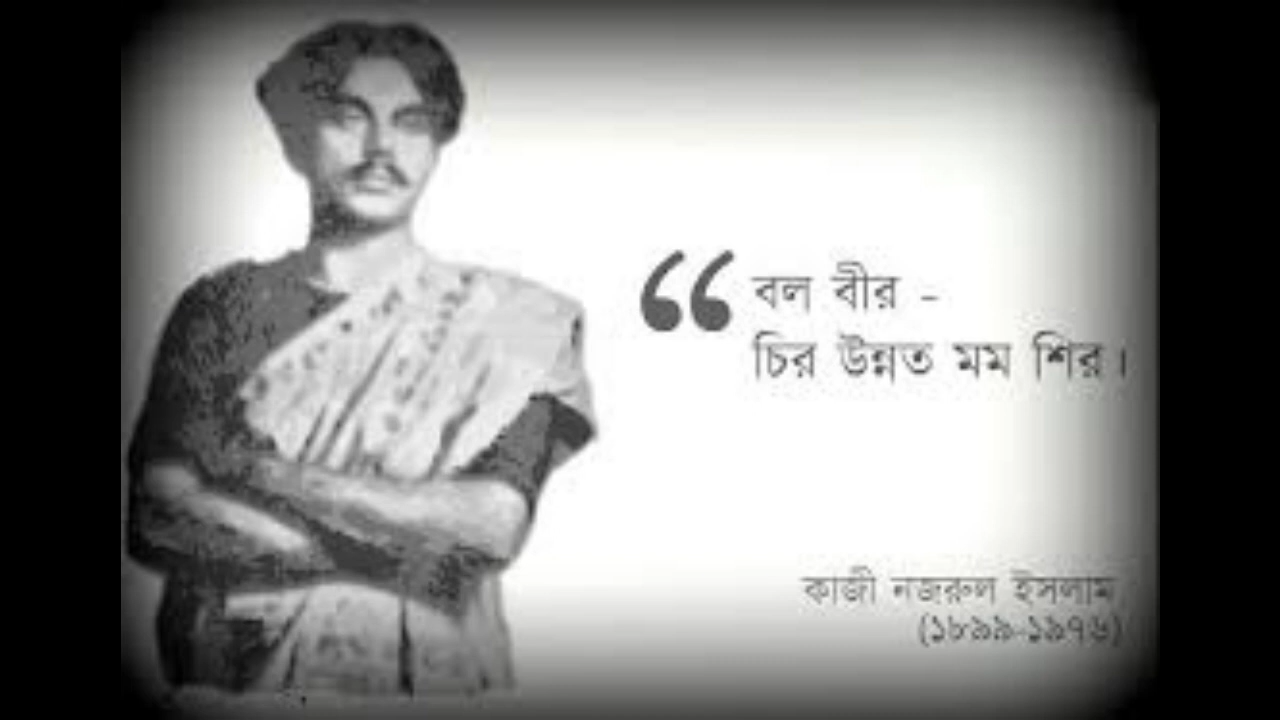 “ বল বীর -
চির উন্নত মম শির।
কাজী নজরুল ইসলাম
(১৮৯৯-১৯৭৬)